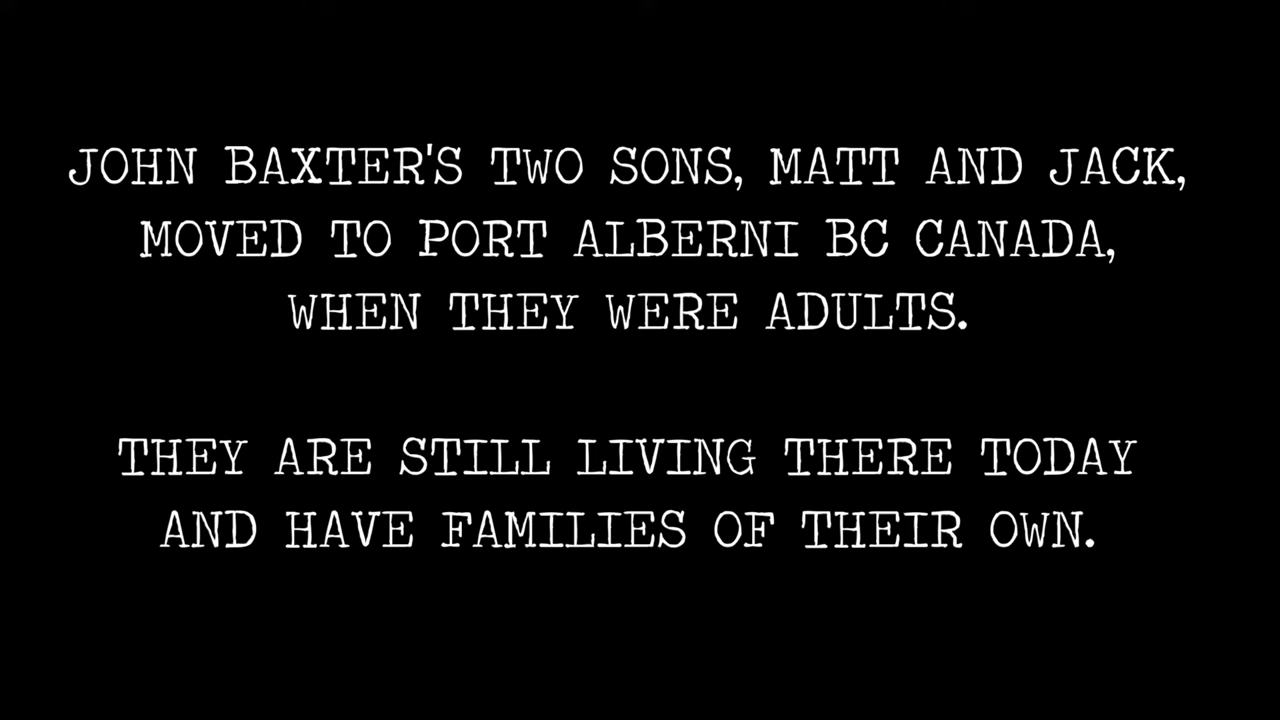 JOHN BAXTER'S TWO SONS, MATT AND JACK,
MOVED TO PORT ALBERNI BC CANADA,
WHEN THEY WERE ADULTS.
THEY ARE STILL LIVING THERE TODAY
AND HAVE FAMILIES OF THEIR OWN.